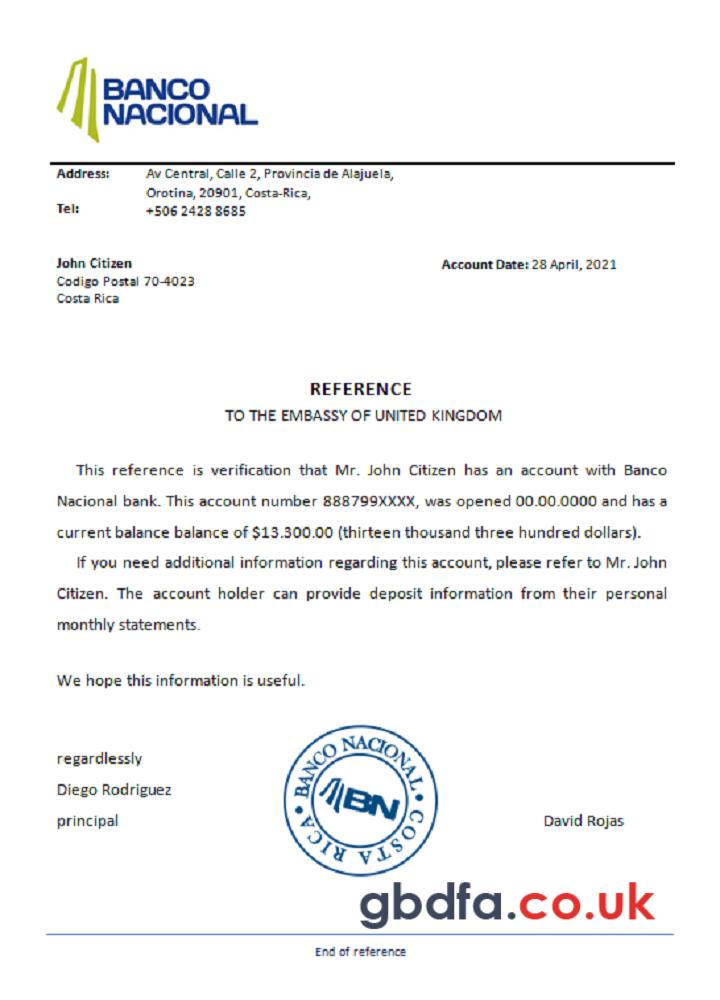 BANCO
NACIONAL
Address: Av Central, Calle 2, Provincia de Alajuela,
Orotina, 20901, Costa-Rica,
Tel: +506 2428 8685
John Citizen Account Date: 28 April, 2021
Codigo Postal 70-4023
Costa Rica
REFERENCE
TO THE EMBASSY OF UNITED KINGDOM
This reference is verification that Mr. John Citizen has an account with Banco
Nacional bank. This account number 888799XXXX, was opened 00.00.0000 and has a
current balance balance of $13.300.00 (thirteen thousand three hundred dollars).
If you need additional information regarding this account, please refer to Mr. John
Citizen. The account holder can provide deposit information from their personal
monthly statements.
We hope this information is useful.
regardlessly
Diego Rodriguez
principal
BANCO NACIONAL
BN
COSTA RICA
David Rojas
gbdfa.co.uk
End of reference